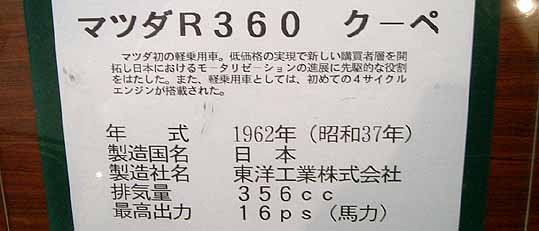 マツダR360 クーペ
マツダ初の軽乗用車。低価格の実現で新しい購買者層を開
拓し日本におけるモータリゼーションの進展に先駆的な役割
をはたした。また、軽乗用車としては、初めての4サイクル
エンジンが搭載された。
年式 1962年(昭和37年)
製造国名 日本
製造社名 東洋工業株式会社
排気量 356cc
最高出力 16ps(馬力)